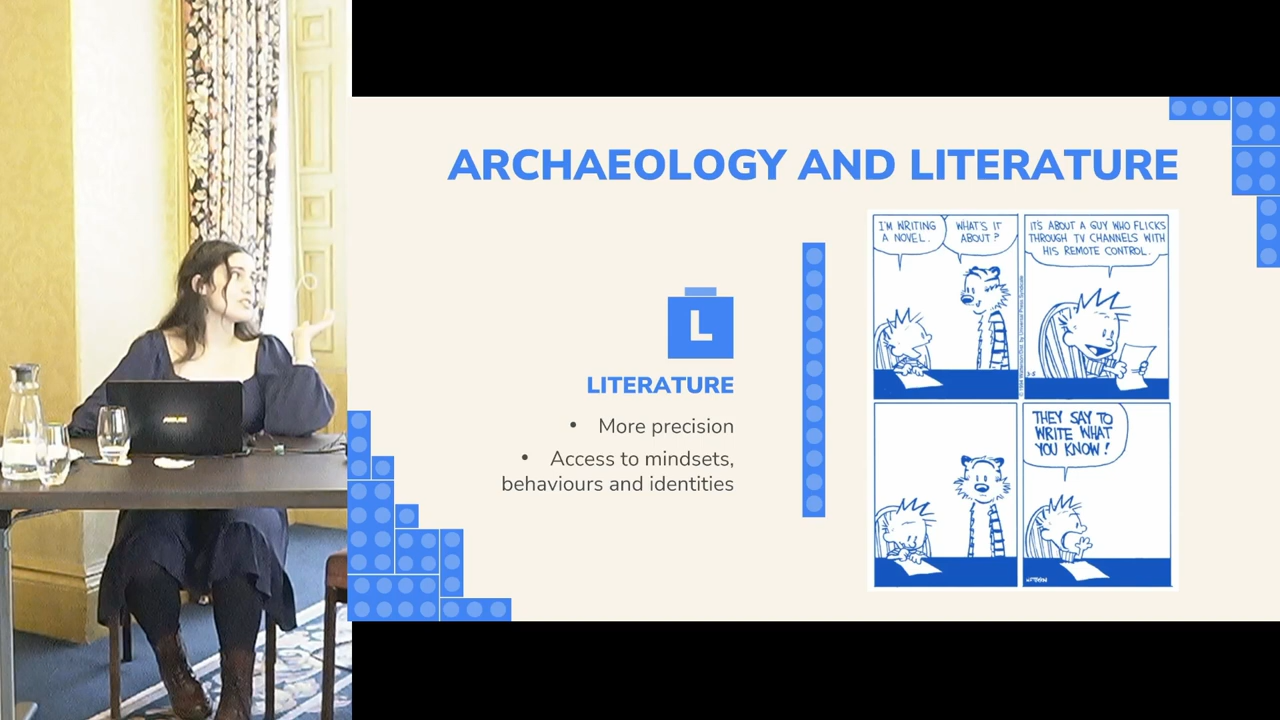 ARCHAEOLOGY AND LITERATURE
L
LITERATURE
• More precision
• Access to mindsets,
behaviours and identities
I'M WRITING
A NOVEL.
WHAT'S IT
ABOUT?
IT'S ABOUT A GUY WHO FLICKS
THROUGH TV CHANNELS WITH
HIS REMOTE CONTROL.
THEY SAY TO
WRITE WHAT
YOU KNOW!